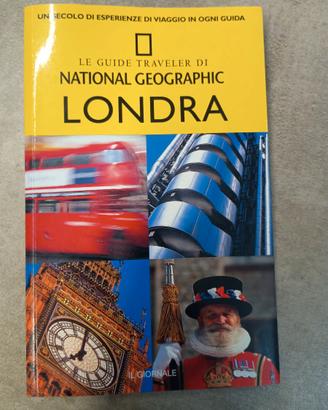 UN SECOLO DI ESPERIENZE DI VIAGGIO IN OGNI GUIDA
LE GUIDE TRAVELER DI
NATIONAL GEOGRAPHIC
LONDRA
IL GIORNALE